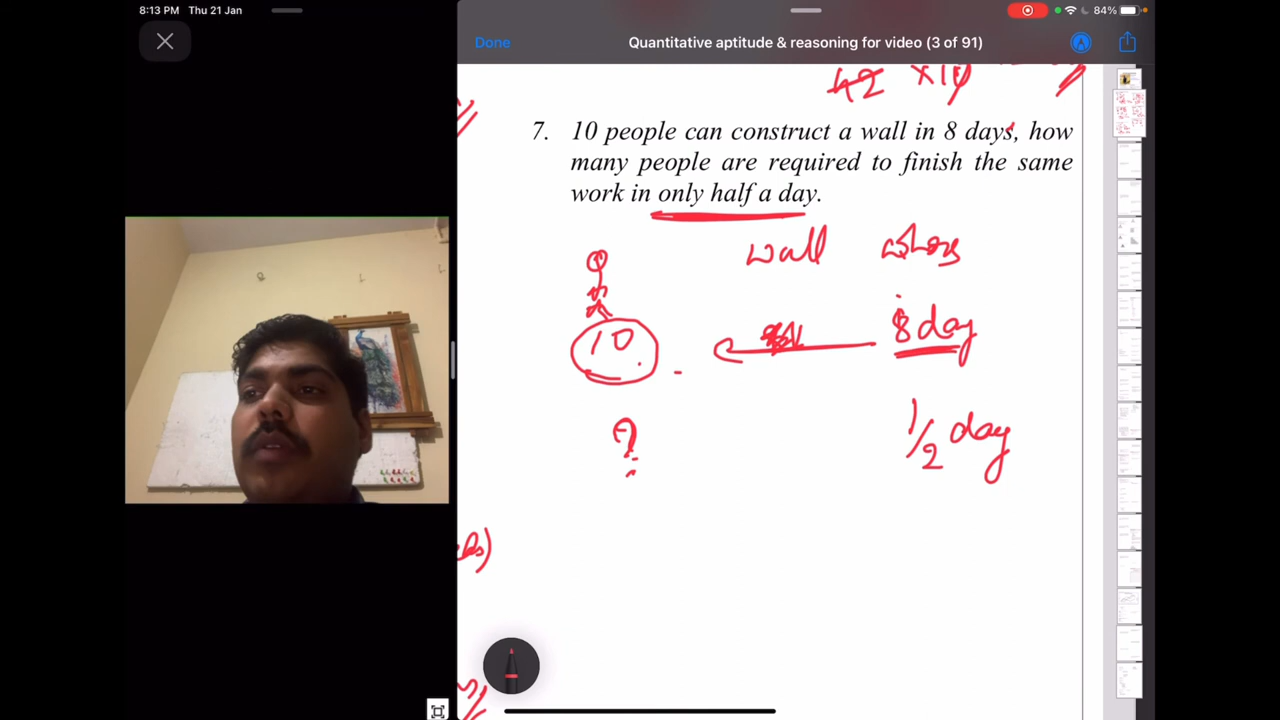 8:13 PM Thu 21 Jan
84%
Done
Quantitative aptitude & reasoning for video (3 of 91)
42 x10
7. 10 people can construct a wall in 8 days, how
many people are required to finish the same
work in only half a day.
wall
10
8 day
?
1/2 day